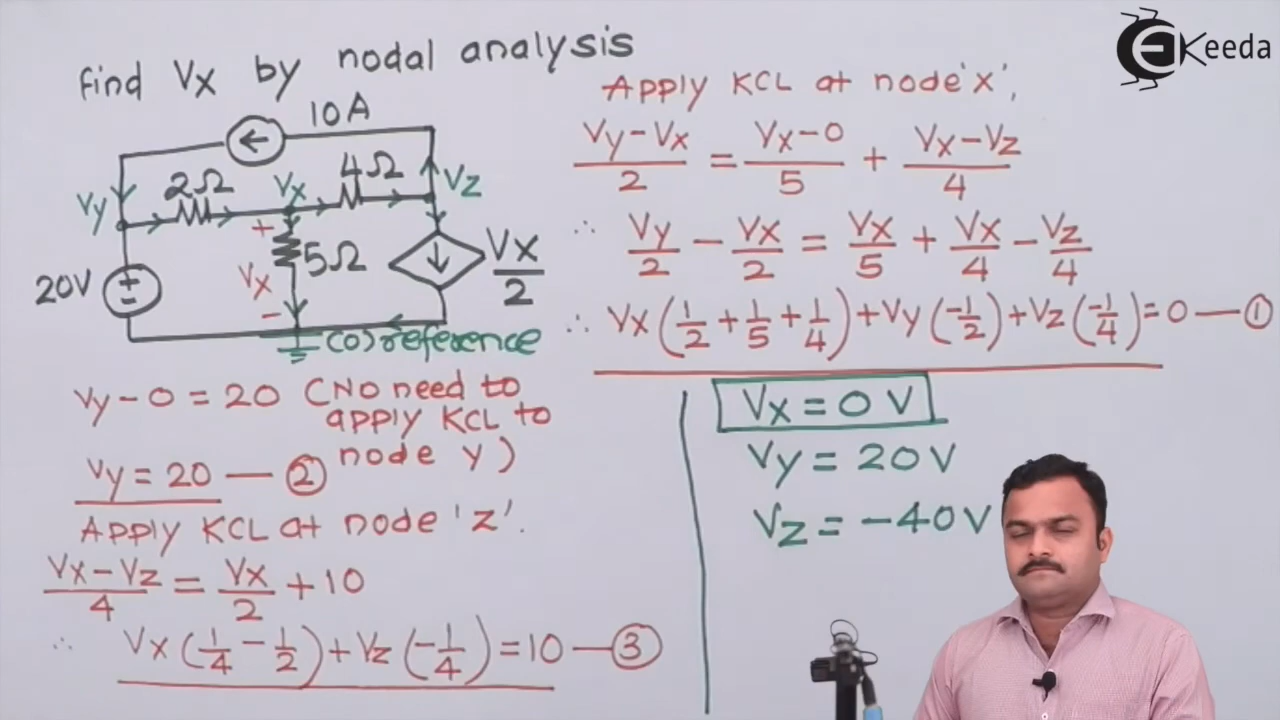 Find Vx by nodal analysis
EKeeda
10A
2Ω
Vx
4Ω
Vy
Vz
+
5Ω
Vx
-
20V
+
-
Vx/2
(o) reference
Vy-0 = 20 (NO need to
apply KCL to
node y)
Vy = 20 — ②
Apply KCL at node 'z'.
Vx-Vz/4 = Vx/2 + 10
∴ Vx(1/4 - 1/2) + Vz(-1/4) = 10 — ③
Apply KCL at node 'x',
Vy-Vx/2 = Vx-0/5 + Vx-Vz/4
∴ Vy/2 - Vx/2 = Vx/5 + Vx/4 - Vz/4
∴ Vx(1/2 + 1/5 + 1/4) + Vy(-1/2) + Vz(-1/4) = 0 — ①
Vx = 0 V
Vy = 20V
Vz = -40V